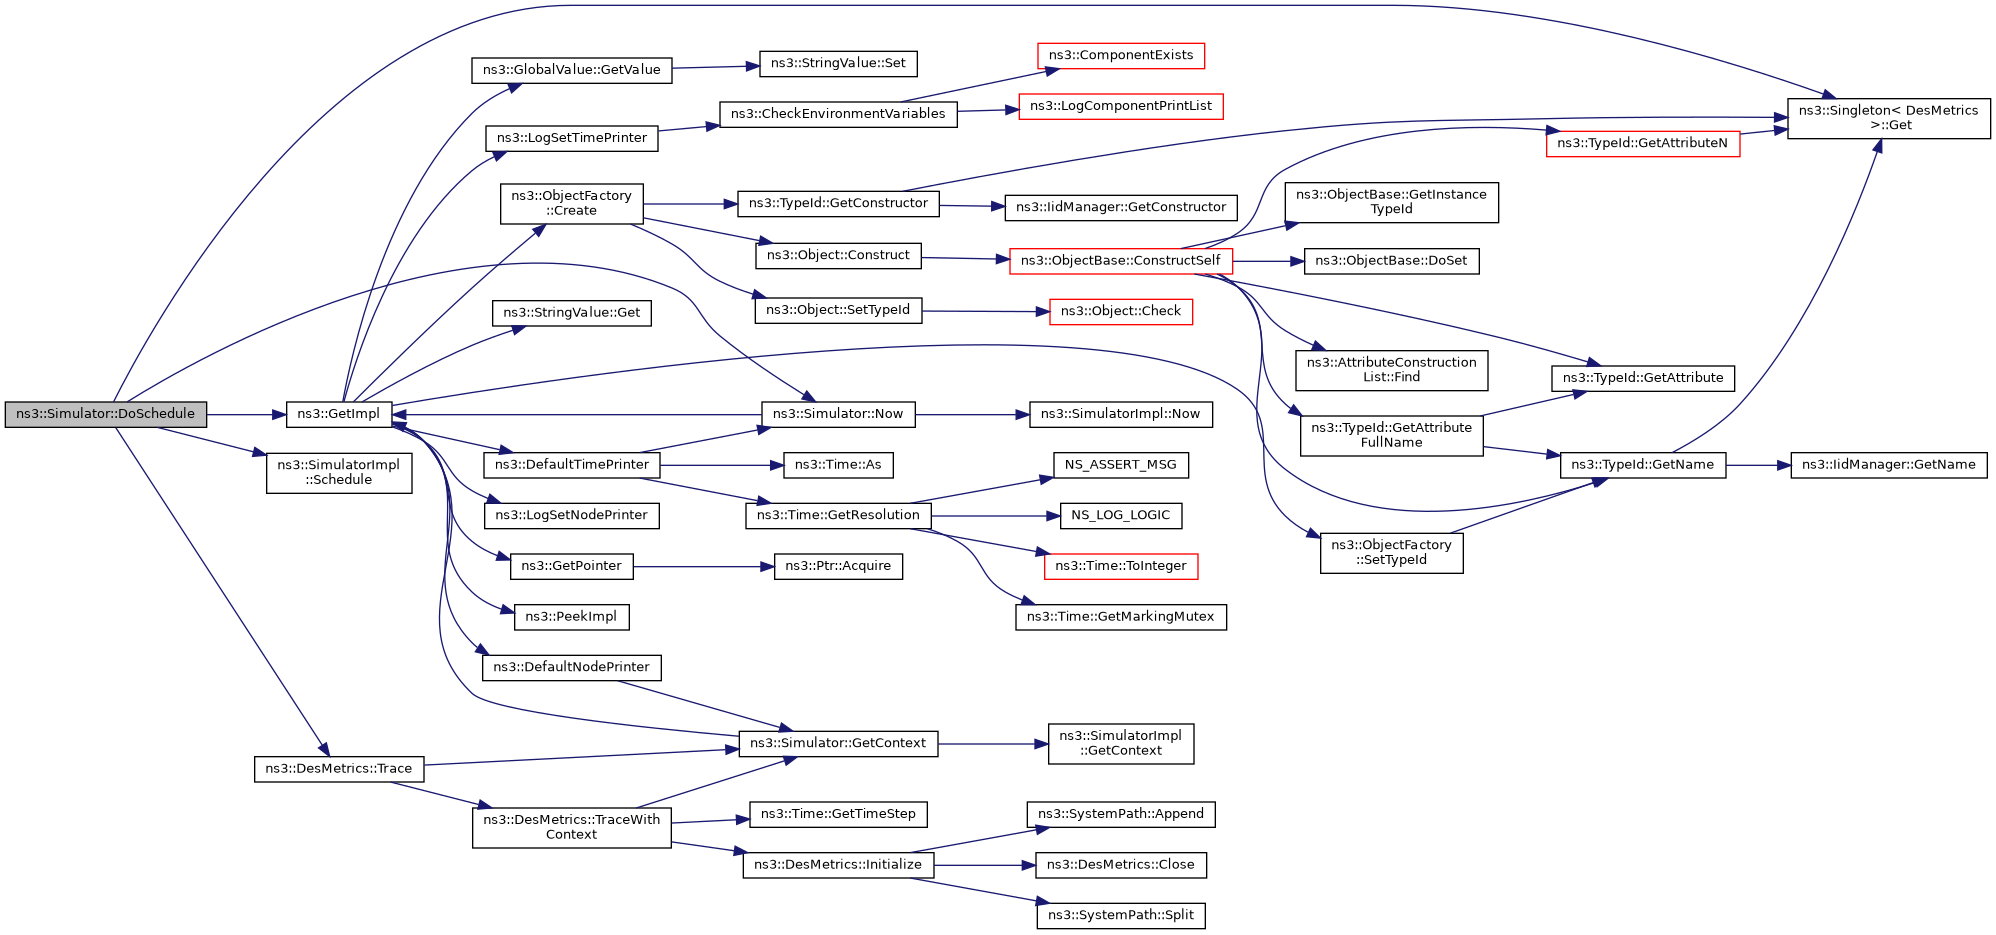 ns3::Simulator::DoSchedule
ns3::GetImpl
ns3::SimulatorImpl
::Schedule
ns3::DesMetrics::Trace
ns3::GlobalValue::GetValue
ns3::LogSetTimePrinter
ns3::ObjectFactory
::Create
ns3::StringValue::Get
ns3::DefaultTimePrinter
ns3::LogSetNodePrinter
ns3::GetPointer
ns3::PeekImpl
ns3::DefaultNodePrinter
ns3::DesMetrics::TraceWith
Context
ns3::StringValue::Set
ns3::CheckEnvironmentVariables
ns3::TypeId::GetConstructor
ns3::Object::Construct
ns3::Object::SetTypeId
ns3::Simulator::Now
ns3::Time::As
ns3::Time::GetResolution
ns3::Ptr::Acquire
ns3::Simulator::GetContext
ns3::Time::GetTimeStep
ns3::DesMetrics::Initialize
ns3::ComponentExists
ns3::LogComponentPrintList
ns3::IidManager::GetConstructor
ns3::ObjectBase::ConstructSelf
ns3::Object::Check
ns3::SimulatorImpl::Now
NS_ASSERT_MSG
NS_LOG_LOGIC
ns3::Time::ToInteger
ns3::Time::GetMarkingMutex
ns3::SimulatorImpl
::GetContext
ns3::SystemPath::Append
ns3::DesMetrics::Close
ns3::SystemPath::Split
ns3::ObjectBase::GetInstance
TypeId
ns3::ObjectBase::DoSet
ns3::AttributeConstruction
List::Find
ns3::TypeId::GetAttribute
FullName
ns3::ObjectFactory
::SetTypeId
ns3::TypeId::GetAttributeN
ns3::TypeId::GetAttribute
ns3::TypeId::GetName
ns3::Singleton< DesMetrics
>::Get
ns3::IidManager::GetName